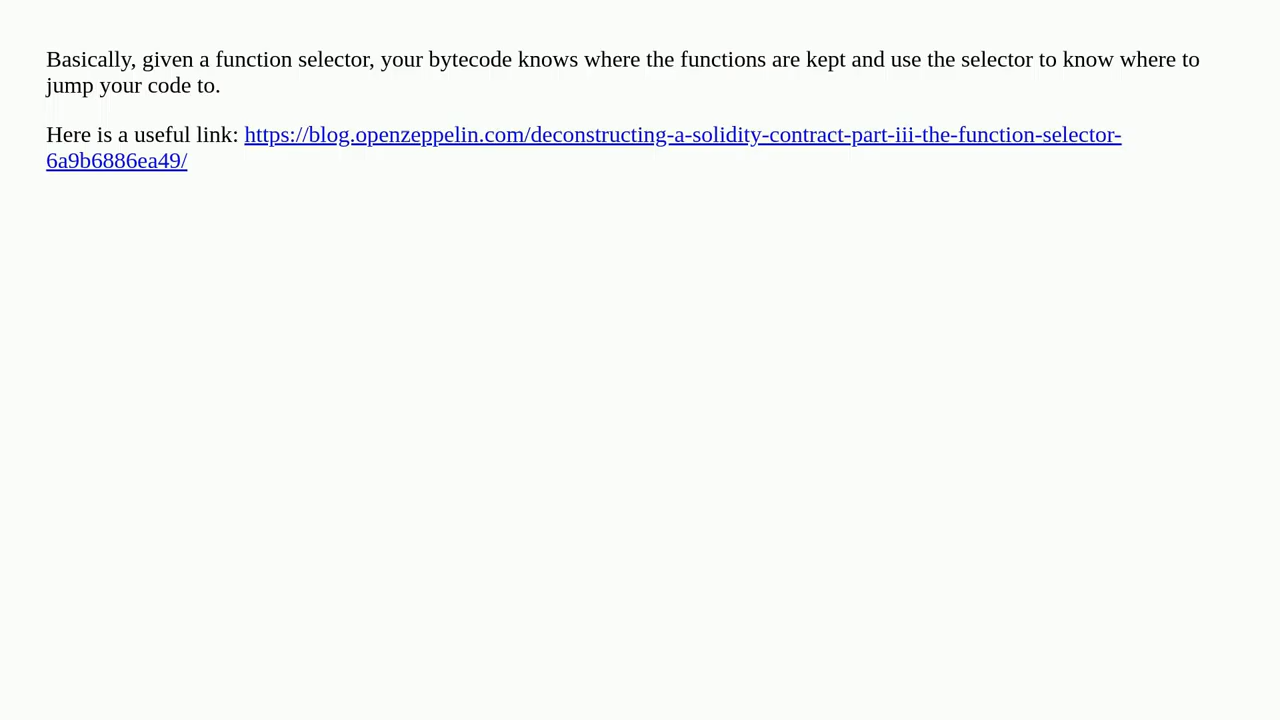 Basically, given a function selector, your bytecode knows where the functions are kept and use the selector to know where to
jump your code to.
Here is a useful link: https://blog.openzeppelin.com/deconstructing-a-solidity-contract-part-iii-the-function-selector-
6a9b6886ea49/